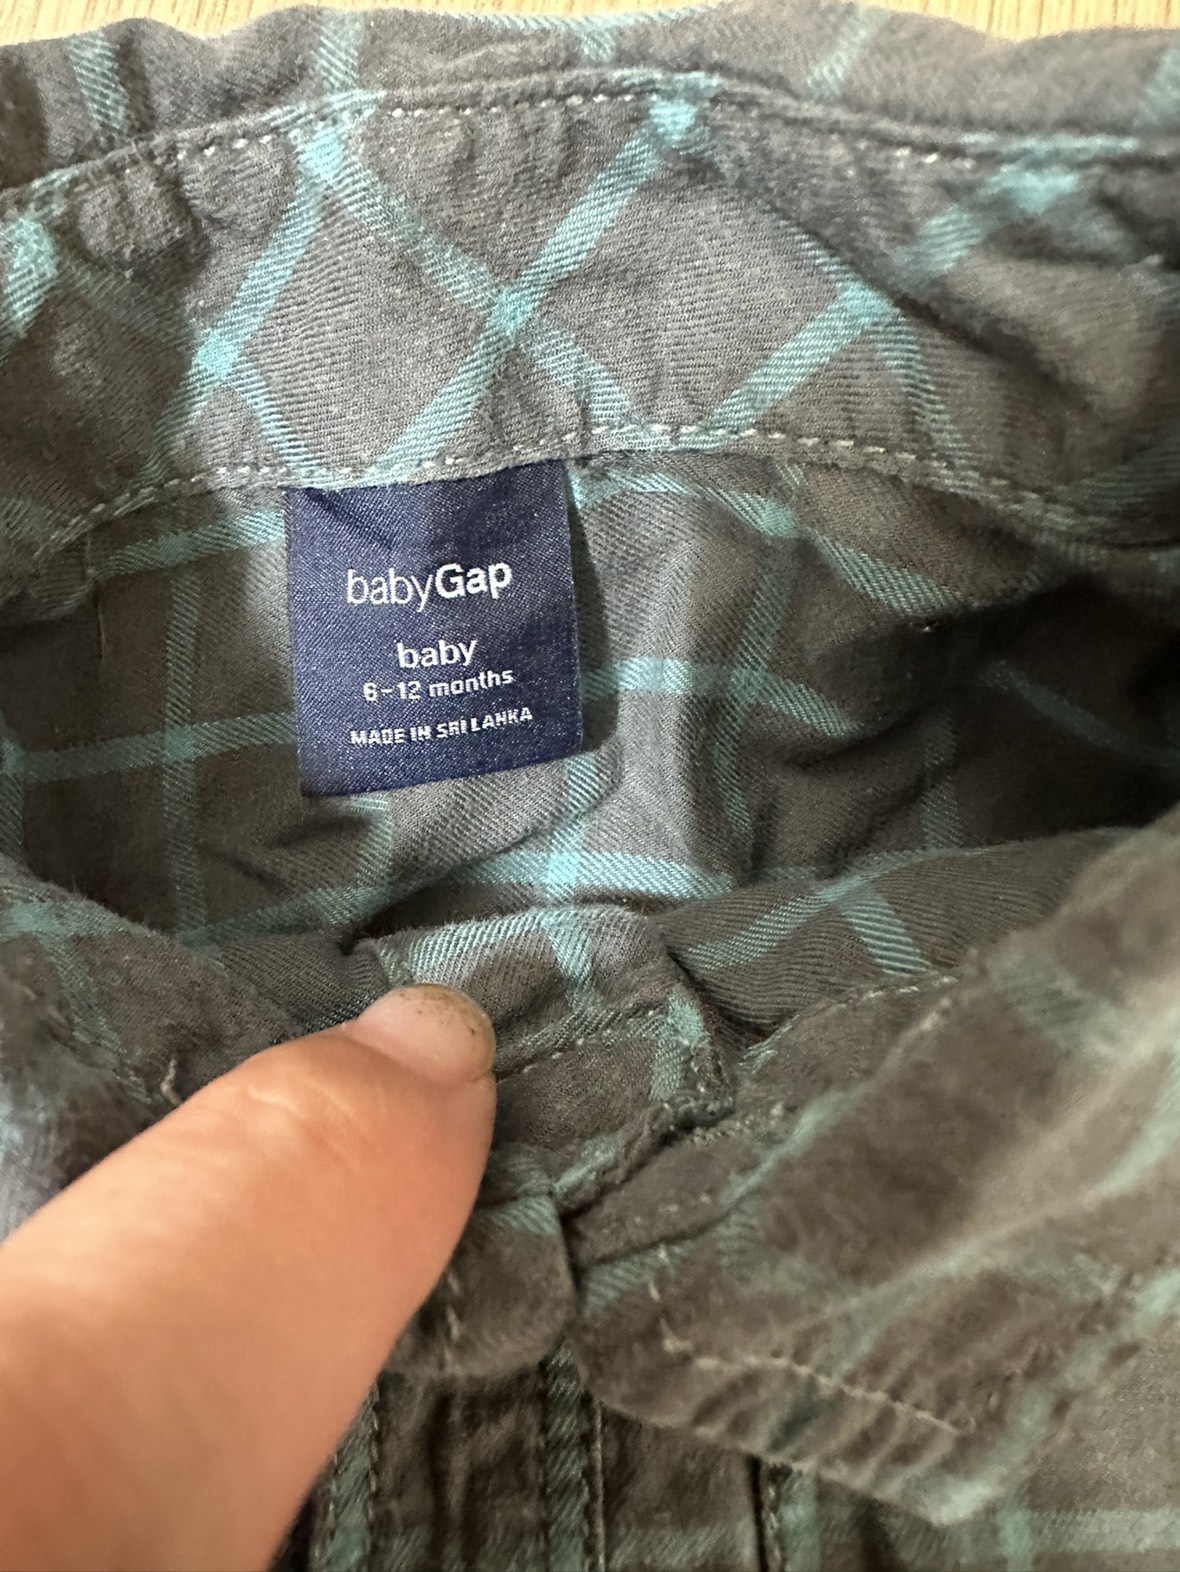 babyGap
baby
6-12 months
MADE IN SRI LANKA